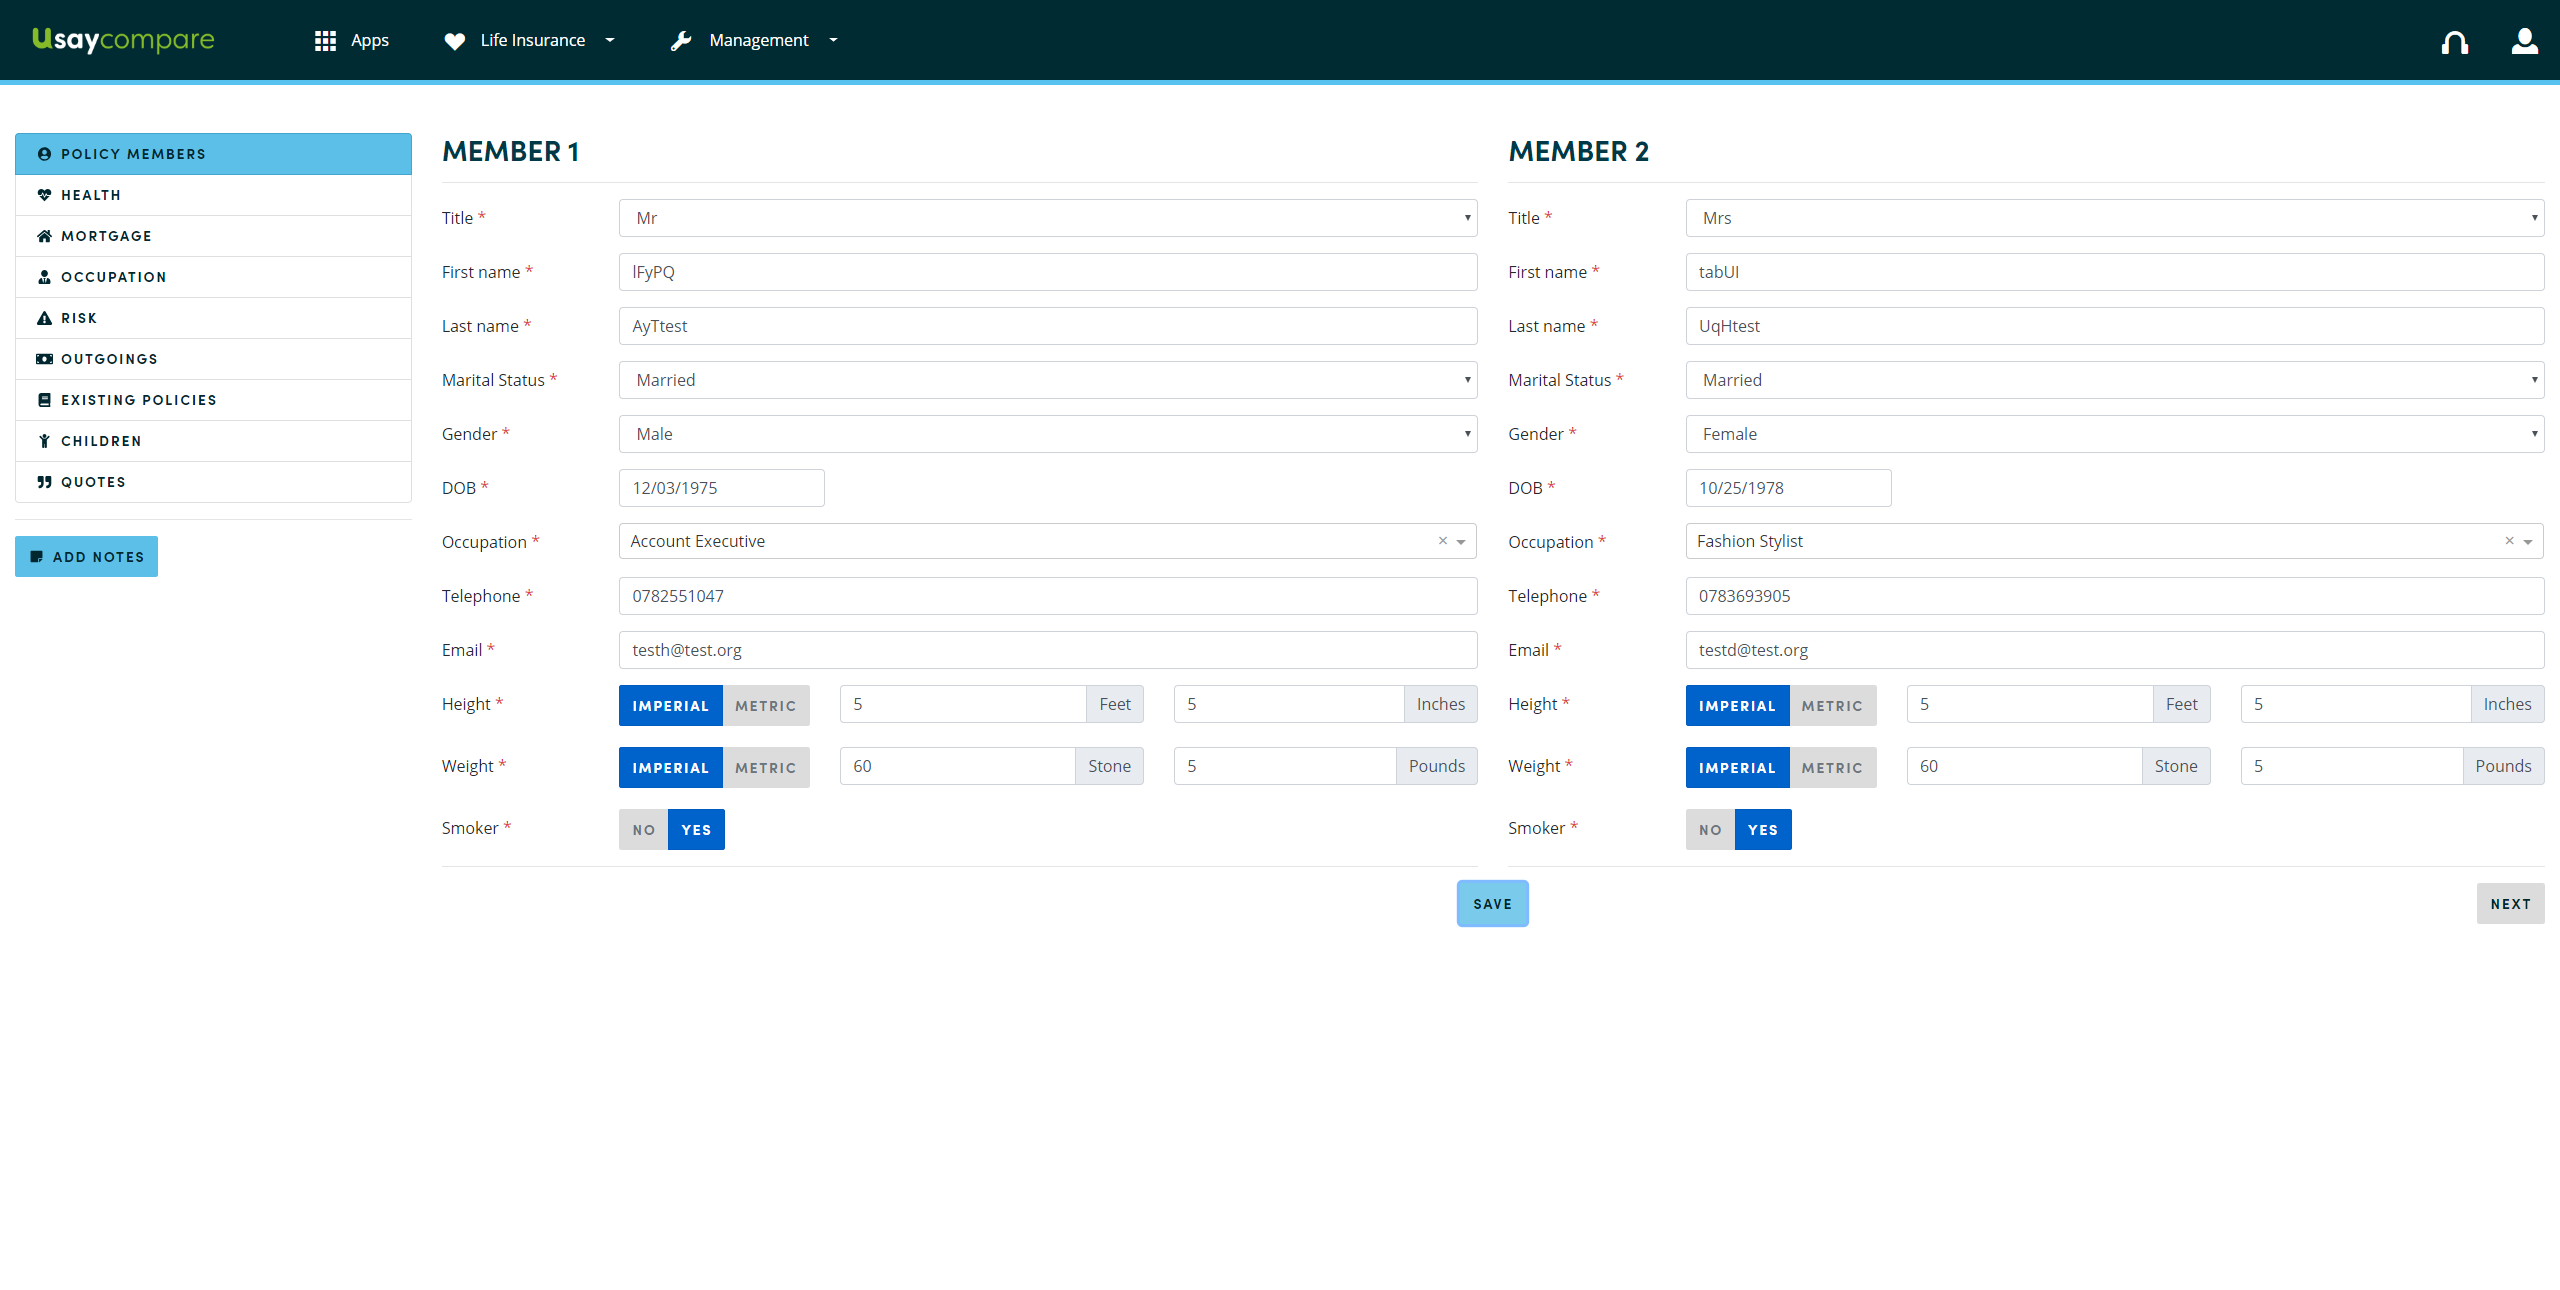 Usaycompare Apps Life Insurance Management
POLICY MEMBERS
HEALTH
MORTGAGE
OCCUPATION
RISK
OUTGOINGS
EXISTING POLICIES
CHILDREN
QUOTES
ADD NOTES
MEMBER 1
Title * Mr
First name * lFyPQ
Last name * AyTtest
Marital Status * Married
Gender * Male
DOB * 12/03/1975
Occupation * Account Executive ×
Telephone * 0782551047
Email * testh@test.org
Height * IMPERIAL METRIC 5 Feet 5 Inches
Weight * IMPERIAL METRIC 60 Stone 5 Pounds
Smoker * NO YES
MEMBER 2
Title * Mrs
First name * tabUI
Last name * UqHtest
Marital Status * Married
Gender * Female
DOB * 10/25/1978
Occupation * Fashion Stylist ×
Telephone * 0783693905
Email * testd@test.org
Height * IMPERIAL METRIC 5 Feet 5 Inches
Weight * IMPERIAL METRIC 60 Stone 5 Pounds
Smoker * NO YES
SAVE
NEXT